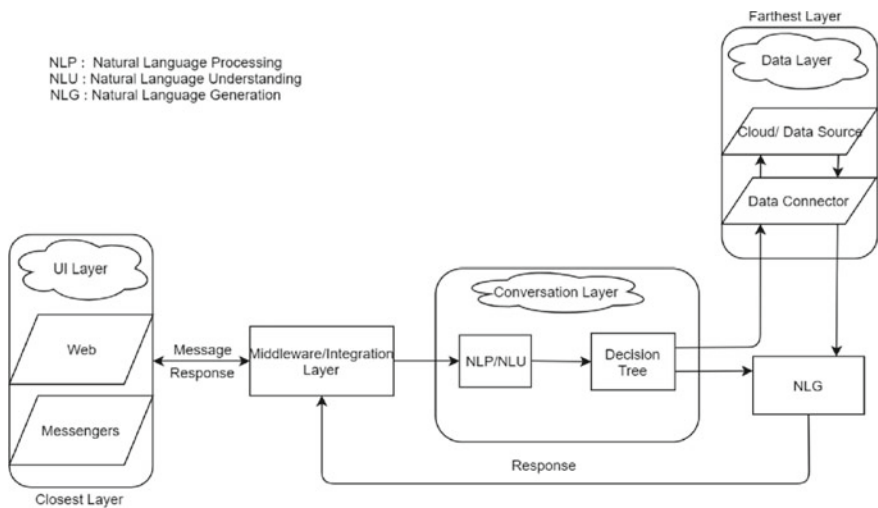 Farthest Layer
NLP : Natural Language Processing
NLU : Natural Language Understanding
NLG : Natural Language Generation
Data Layer
Cloud/ Data Source
Data Connector
UI Layer
Web
Messengers
Closest Layer
Message
Response
Middleware/Integration
Layer
Conversation Layer
NLP/NLU
Decision
Tree
NLG
Response